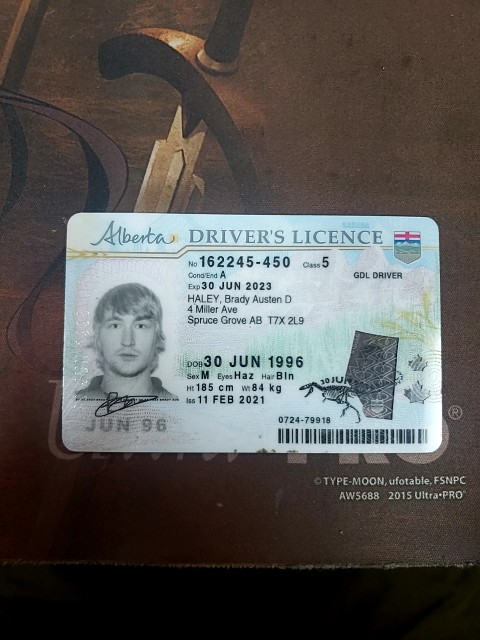 Alberta DRIVER'S LICENCE
No 162245-450 Class 5
Cond/End A GDL DRIVER
Exp 30 JUN 2023
HALEY, Brady Austen D
4 Miller Ave
Spruce Grove AB T7X 2L9
DOB 30 JUN 1996
Sex M Eyes Haz Hair Bln
Ht 185 cm Wt 84 kg
Iss 11 FEB 2021
30 JUN
JUN 96
0724-79918
PRO®
© TYPE-MOON, ufotable, FSNPC
AW5688 2015 Ultra•PRO®